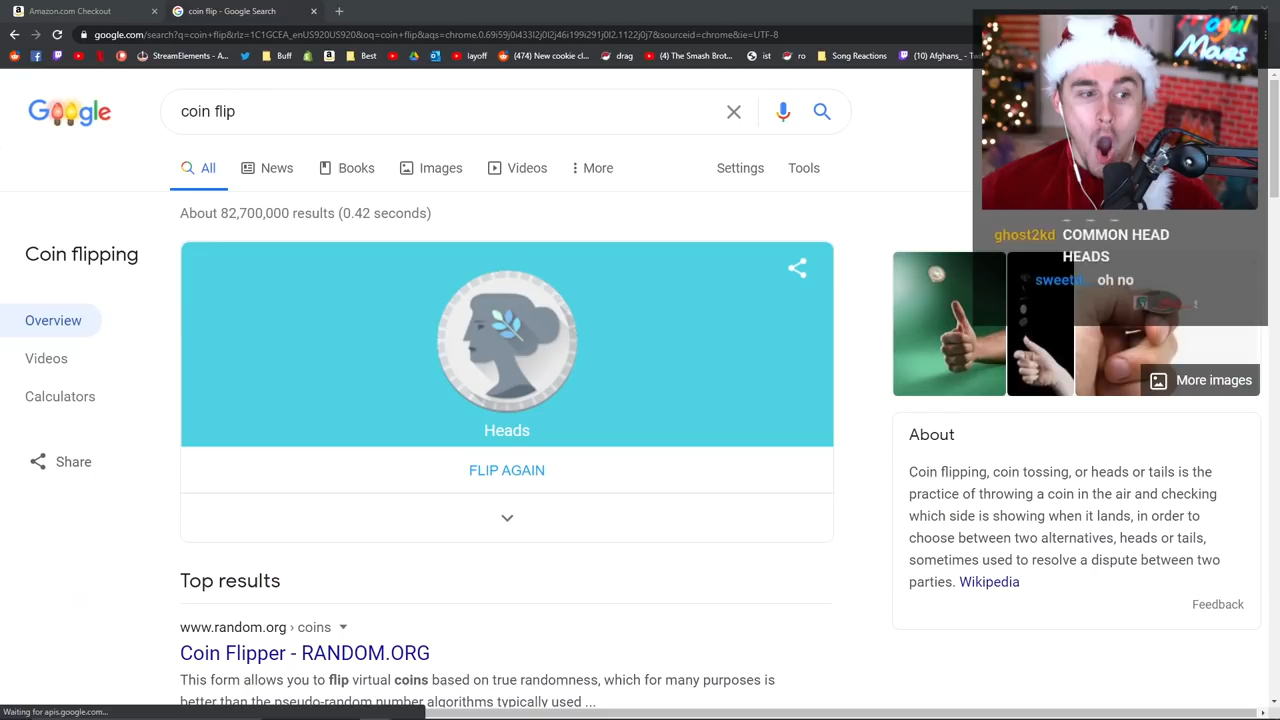 Amazon.com Checkout
coin flip - Google Search
StreamElements - A...
Twitter
Stuff
Best
layoff
(474) New cookie cl...
drag
(4) The Smash Brot...
ist
ro
Song Reactions
(10) Afghans_ - Twi...
Mogul
Moves
Google
coin flip
All
News
Books
Images
Videos
More
Settings
Tools
About 82,700,000 results (0.42 seconds)
ghost2kd COMMON HEAD
HEADS
oh no
Coin flipping
Overview
Videos
Calculators
Share
Heads
FLIP AGAIN
More images
About
Coin flipping, coin tossing, or heads or tails is the
practice of throwing a coin in the air and checking
which side is showing when it lands, in order to
choose between two alternatives, heads or tails,
sometimes used to resolve a dispute between two
parties. Wikipedia
Feedback
Top results
www.random.org › coins
Coin Flipper - RANDOM.ORG
This form allows you to flip virtual coins based on true randomness, which for many purposes is
better than the pseudo-random number algorithms typically used ...
Waiting for apis.google.com...